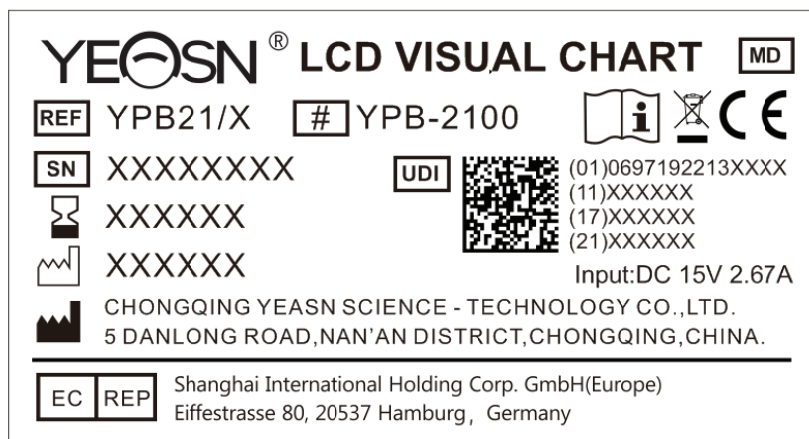 YEASN® LCD VISUAL CHART MD
REF YPB21/X # YPB-2100
SN XXXXXXXX UDI (01)0697192213XXXX
(11)XXXXXX
XXXXXX (17)XXXXXX
(21)XXXXXX
XXXXXX Input:DC 15V 2.67A
CHONGQING YEASN SCIENCE - TECHNOLOGY CO.,LTD.
5 DANLONG ROAD,NAN'AN DISTRICT,CHONGQING,CHINA.
EC REP Shanghai International Holding Corp. GmbH(Europe)
Eiffestrasse 80, 20537 Hamburg, Germany